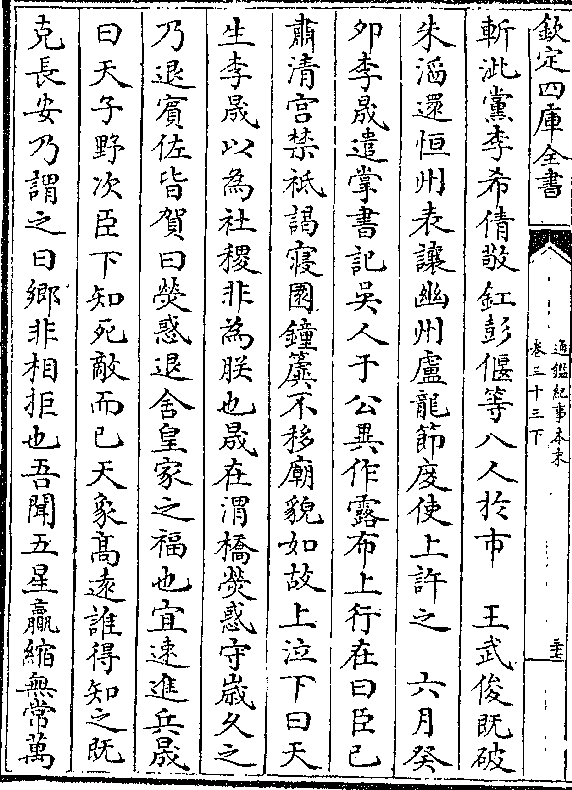 欽定四庫全書
通鑑紀事本末
卷三十三下
斬泚黨李希倩敬釭彭偃等八人於市　王武俊既破
朱滔還恒州表讓幽州盧龍節度使上許之　六月癸
夘李晟遣掌書記吳人于公異作露布上行在曰臣已
肅清宫禁祗謁寢園鐘簴不移廟貌如故上泣下曰天
生李晟以為社稷非為朕也晟在渭橋熒惑守嵗久之
乃退賓佐皆賀曰熒惑退舍皇家之福也宜速進兵晟
曰天子野次臣下知死敵而已天象髙逺誰得知之既
克長安乃謂之曰鄉非相拒也吾聞五星贏縮無常萬